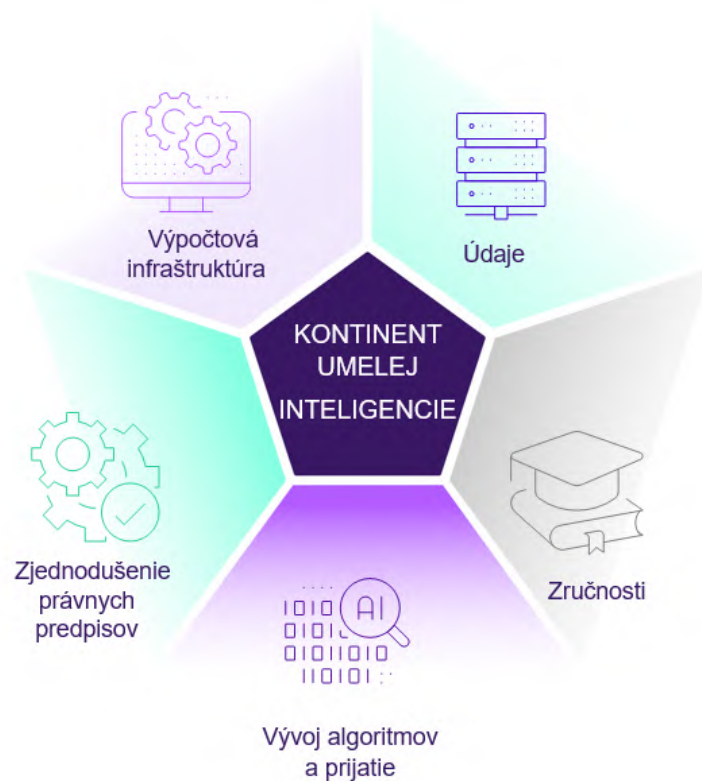 Výpočtová
infraštruktúra
Údaje
KONTINENT
UMELEJ
INTELIGENCIE
Zjednodušenie
právnych
predpisov
Zručnosti
AI
Vývoj algoritmov
a prijatie